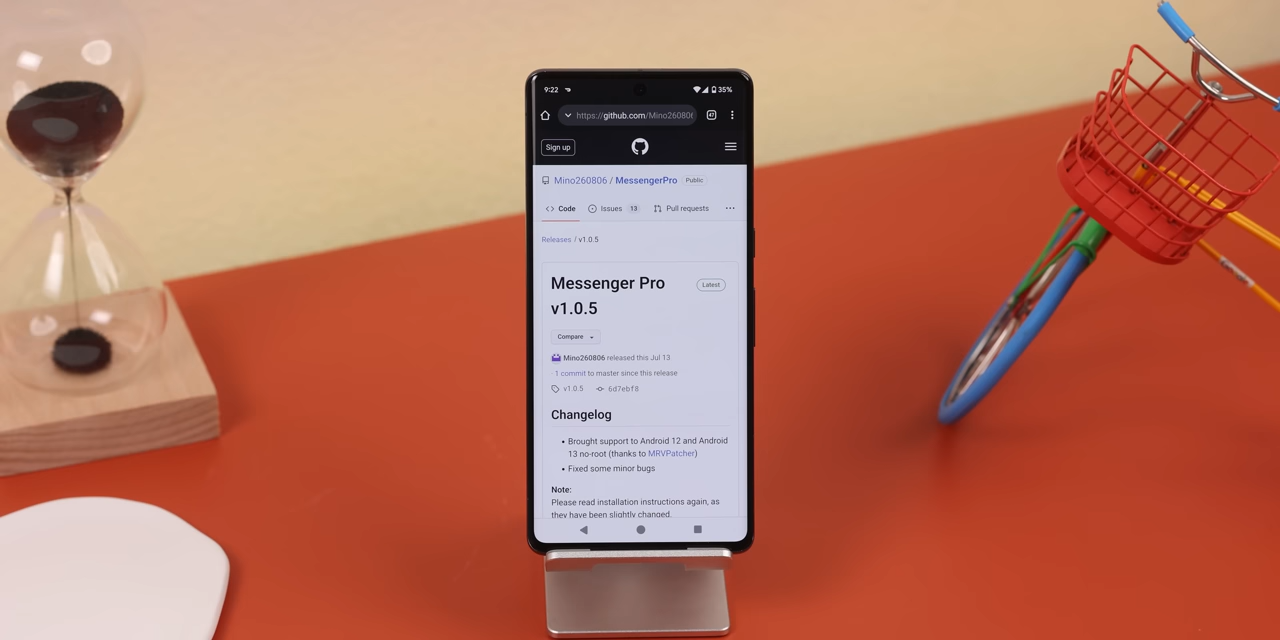 9:22 35%
https://github.com/Mino260806 47
Sign up
Mino260806 / MessengerPro Public
Code Issues 13 Pull requests
Releases / v1.0.5
Messenger Pro Latest
v1.0.5
Compare
Mino260806 released this Jul 13
1 commit to master since this release
v1.0.5 6d7ebf8
Changelog
• Brought support to Android 12 and Android
13 no-root (thanks to MRVPatcher)
• Fixed some minor bugs
Note:
Please read installation instructions again, as
they have been slightly changed.